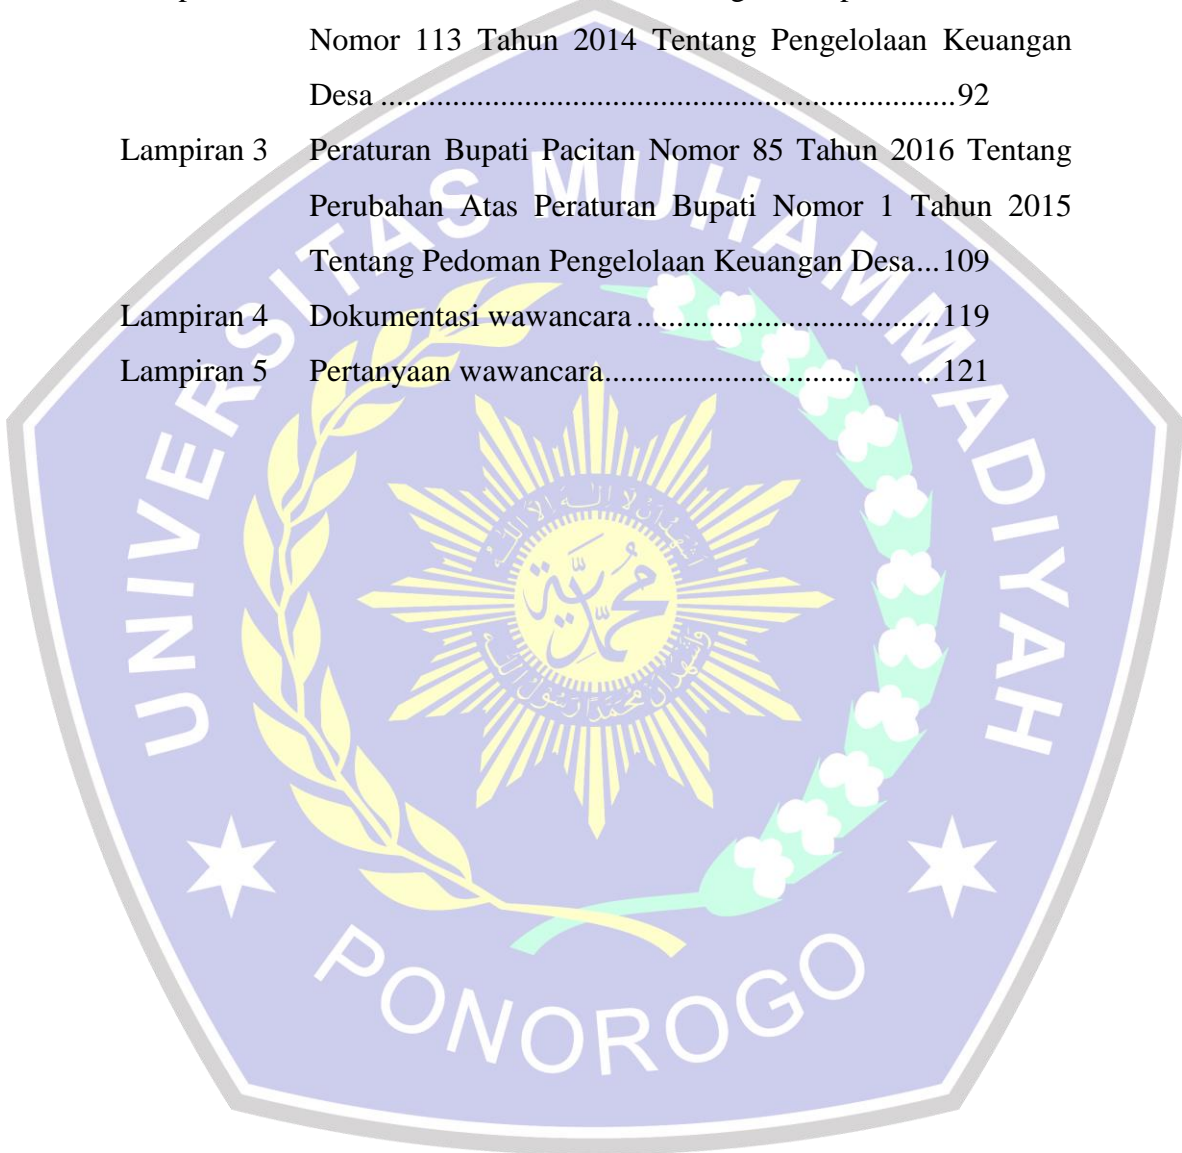 Nomor 113 Tahun 2014 Tentang Pengelolaan Keuangan
Desa .......................................................................92
Lampiran 3 Peraturan Bupati Pacitan Nomor 85 Tahun 2016 Tentang
Perubahan Atas Peraturan Bupati Nomor 1 Tahun 2015
Tentang Pedoman Pengelolaan Keuangan Desa...109
Lampiran 4 Dokumentasi wawancara .....................................119
Lampiran 5 Pertanyaan wawancara.........................................121
UNIVERSITAS MUHAMMADIYAH
PONOROGO
محمدية